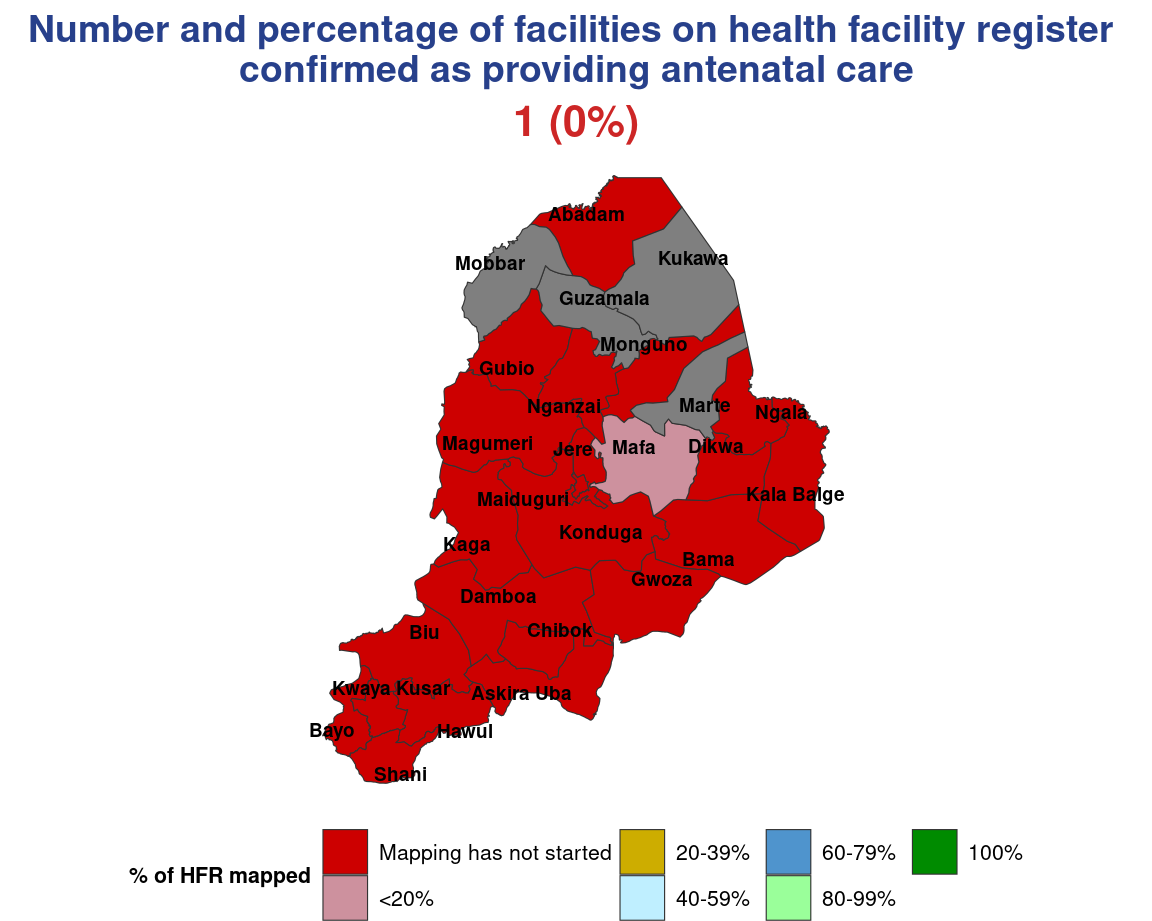 Number and percentage of facilities on health facility register
confirmed as providing antenatal care
1 (0%)
Abadam
Mobbar
Kukawa
Guzamala
Monguno
Gubio
Nganzai
Marte
Ngala
Magumeri
Jere
Mafa
Dikwa
Maiduguri
Kala Balge
Konduga
Kaga
Bama
Gwoza
Damboa
Biu
Chibok
Kwaya Kusar
Askira Uba
Bayo
Hawul
Shani
% of HFR mapped
Mapping has not started
<20%
20-39%
40-59%
60-79%
80-99%
100%